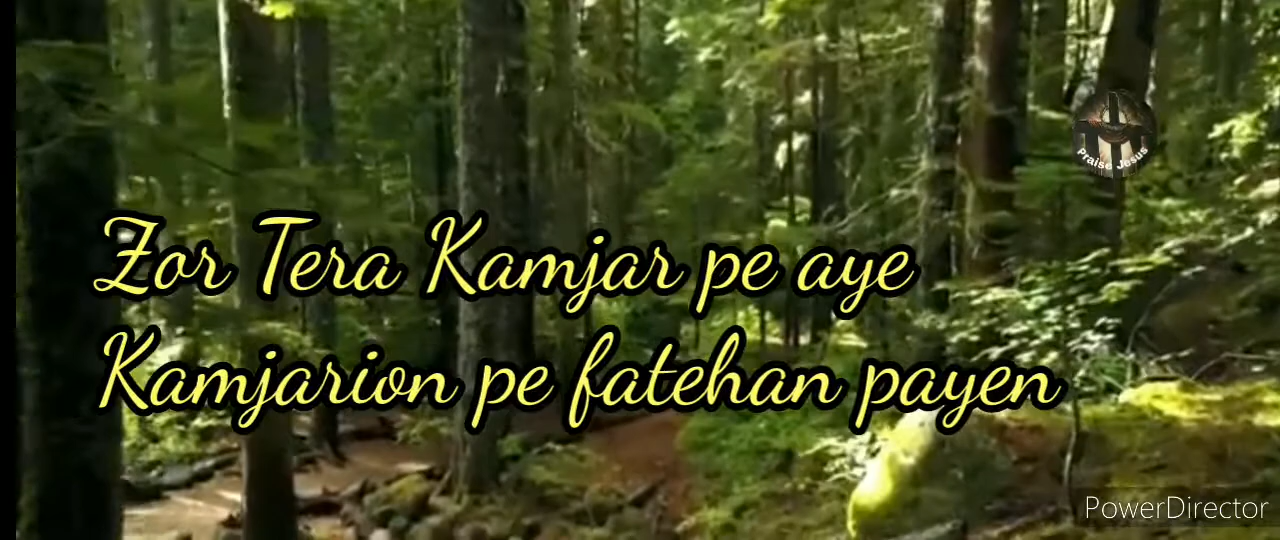 Praise Jesus
Zor Tera Kamjar pe aye
Kamjarion pe fatehan payen
PowerDirector